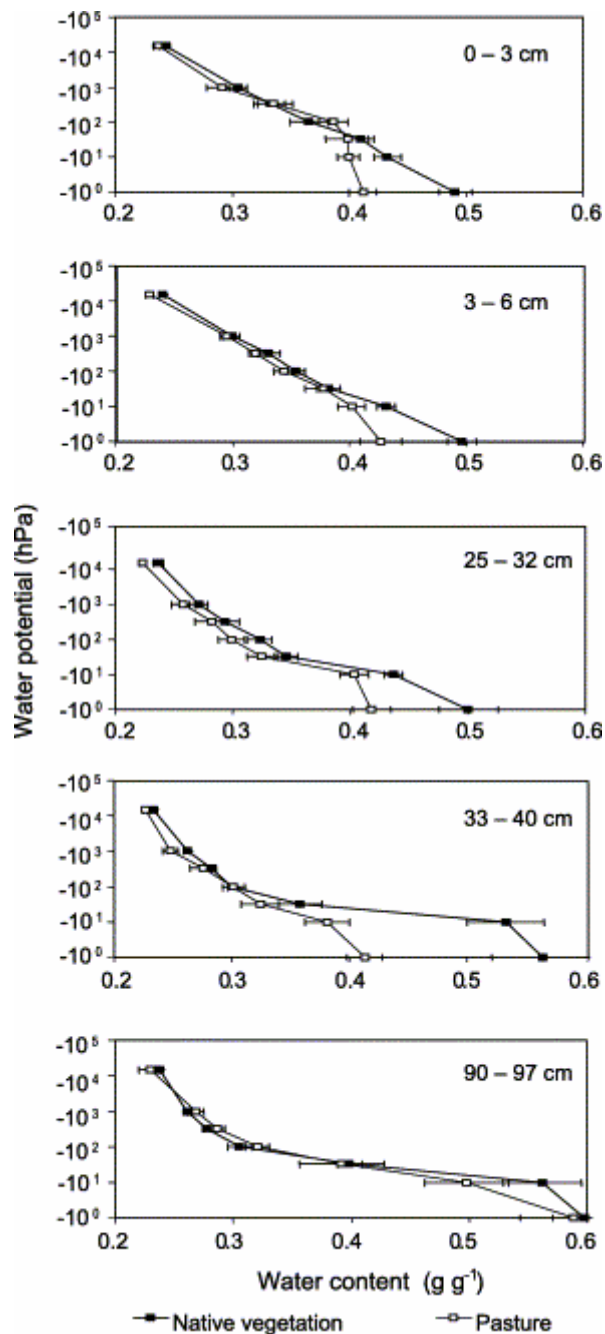 -10⁵
-10⁴
-10³
-10²
-10¹
-10⁰
0 – 3 cm
0.2 0.3 0.4 0.5 0.6
-10⁵
-10⁴
-10³
-10²
-10¹
-10⁰
3 – 6 cm
0.2 0.3 0.4 0.5 0.6
Water potential (hPa)
-10⁵
-10⁴
-10³
-10²
-10¹
-10⁰
25 – 32 cm
0.2 0.3 0.4 0.5 0.6
-10⁵
-10⁴
-10³
-10²
-10¹
-10⁰
33 – 40 cm
0.2 0.3 0.4 0.5 0.6
-10⁵
-10⁴
-10³
-10²
-10¹
-10⁰
90 – 97 cm
0.2 0.3 0.4 0.5 0.6
Water content (g g⁻¹)
Native vegetation Pasture